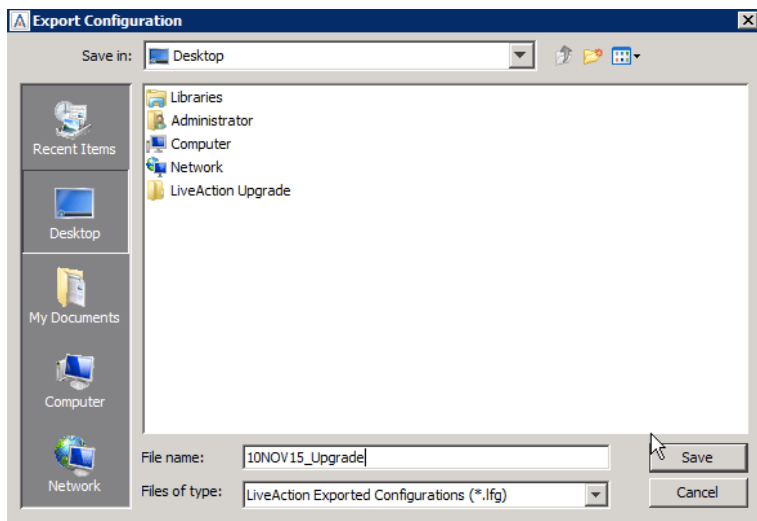 Export Configuration
Save in: Desktop
Recent Items
Desktop
My Documents
Computer
Network
Libraries
Administrator
Computer
Network
LiveAction Upgrade
File name: 10NOV15_Upgrade Save
Files of type: LiveAction Exported Configurations (*.lfg) Cancel